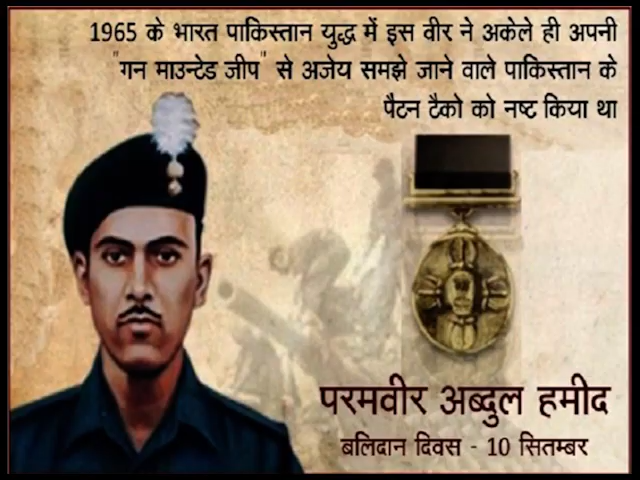 1965 के भारत पाकिस्तान युद्ध में इस वीर ने अकेले ही अपनी
"गन माउन्टेड जीप" से अजेय समझे जाने वाले पाकिस्तान के
पैटन टैको को नष्ट किया था
परमवीर अब्दुल हमीद
बलिदान दिवस - 10 सितम्बर